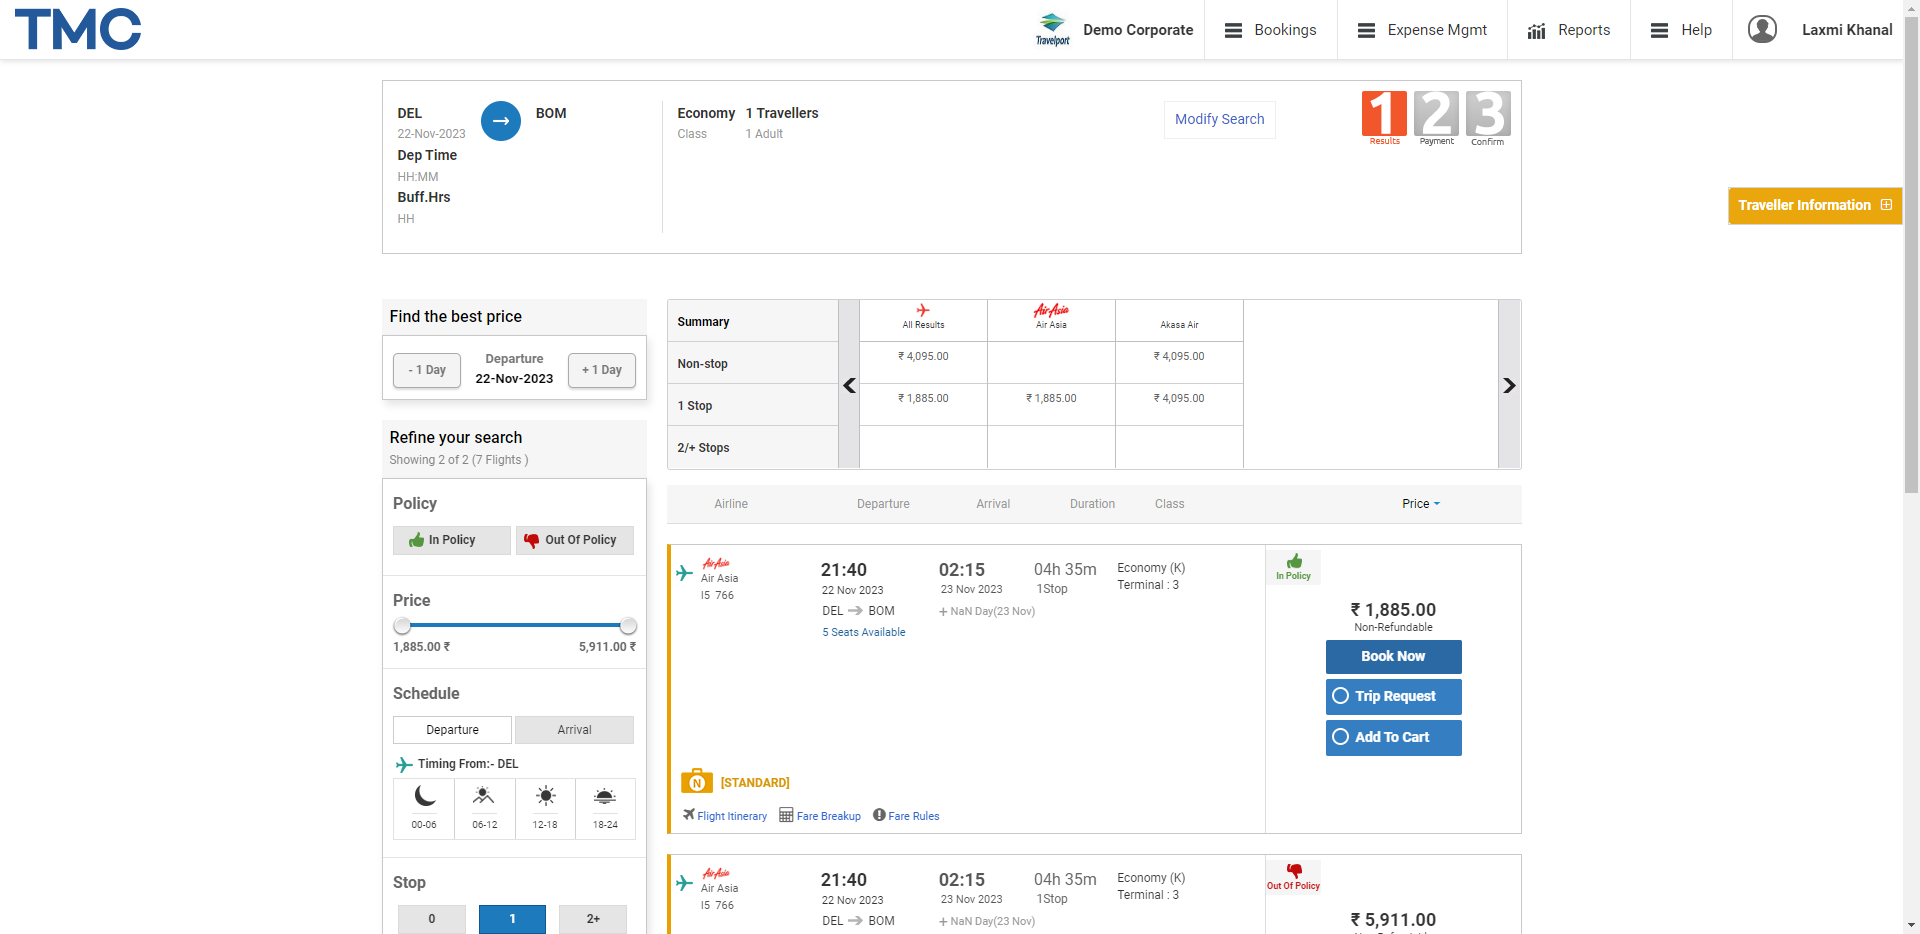 TMC
Travelport
Demo Corporate
Bookings
Expense Mgmt
Reports
Help
Laxmi Khanal
DEL
22-Nov-2023
BOM
Dep Time
HH:MM
Buff.Hrs
HH
Economy 1 Travellers
Class 1 Adult
Modify Search
1 2 3
Results Payment Confirm
Traveller Information
Find the best price
- 1 Day
Departure
22-Nov-2023
+ 1 Day
Refine your search
Showing 2 of 2 (7 Flights )
Policy
In Policy
Out Of Policy
Price
1,885.00 ₹ 5,911.00 ₹
Schedule
Departure Arrival
Timing From:- DEL
00-06 06-12 12-18 18-24
Stop
0 1 2+
Summary
All Results
AirAsia
Air Asia
Akasa Air
Non-stop ₹ 4,095.00 ₹ 4,095.00
1 Stop ₹ 1,885.00 ₹ 1,885.00 ₹ 4,095.00
2/+ Stops
Airline Departure Arrival Duration Class Price
AirAsia
Air Asia
I5 766
21:40
22 Nov 2023
DEL BOM
5 Seats Available
02:15
23 Nov 2023
+ NaN Day(23 Nov)
04h 35m
1Stop
Economy (K)
Terminal : 3
In Policy
₹ 1,885.00
Non-Refundable
Book Now
Trip Request
Add To Cart
N
[STANDARD]
Flight Itinerary Fare Breakup Fare Rules
AirAsia
Air Asia
I5 766
21:40
22 Nov 2023
DEL BOM
02:15
23 Nov 2023
+ NaN Day(23 Nov)
04h 35m
1Stop
Economy (K)
Terminal : 3
Out Of Policy
₹ 5,911.00